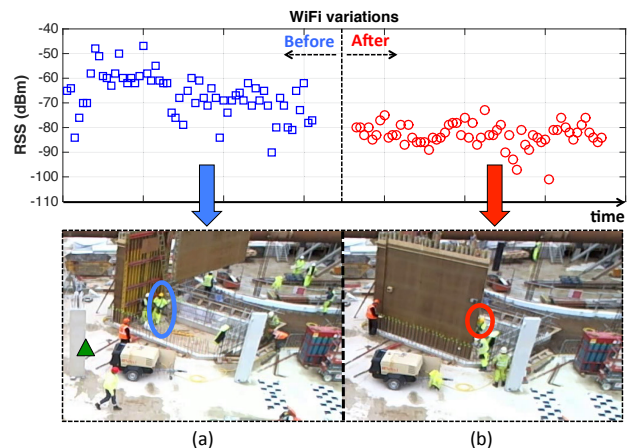 WiFi variations
-40
-50
-60
-70
-80
-90
-100
-110
RSS (dBm)
Before
After
time
(a)
(b)